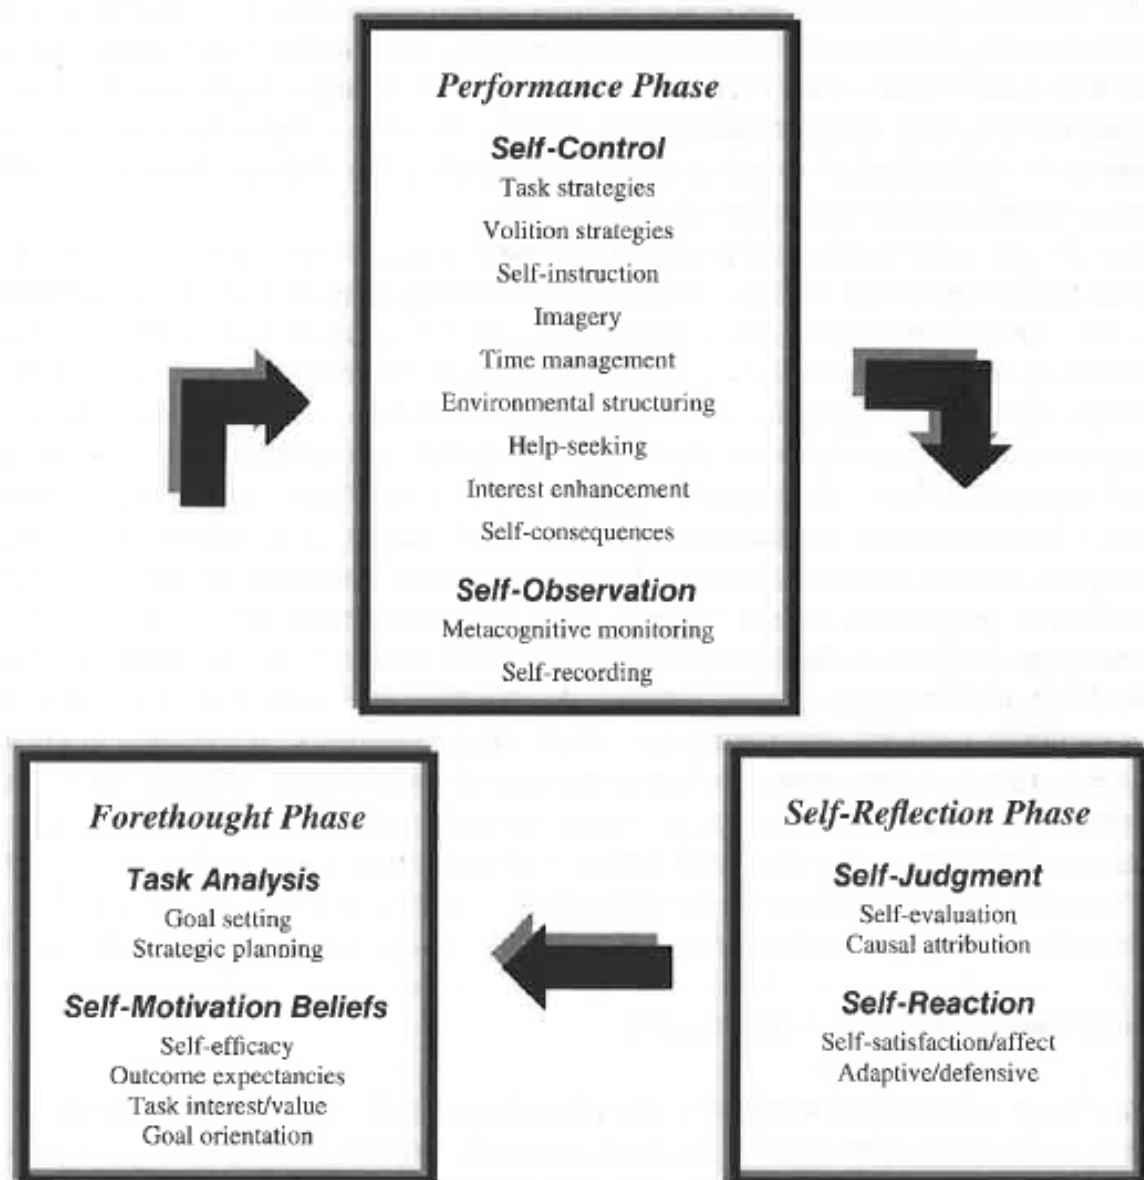 Performance Phase
Self-Control
Task strategies
Volition strategies
Self-instruction
Imagery
Time management
Environmental structuring
Help-seeking
Interest enhancement
Self-consequences
Self-Observation
Metacognitive monitoring
Self-recording
Forethought Phase
Task Analysis
Goal setting
Strategic planning
Self-Motivation Beliefs
Self-efficacy
Outcome expectancies
Task interest/value
Goal orientation
Self-Reflection Phase
Self-Judgment
Self-evaluation
Causal attribution
Self-Reaction
Self-satisfaction/affect
Adaptive/defensive